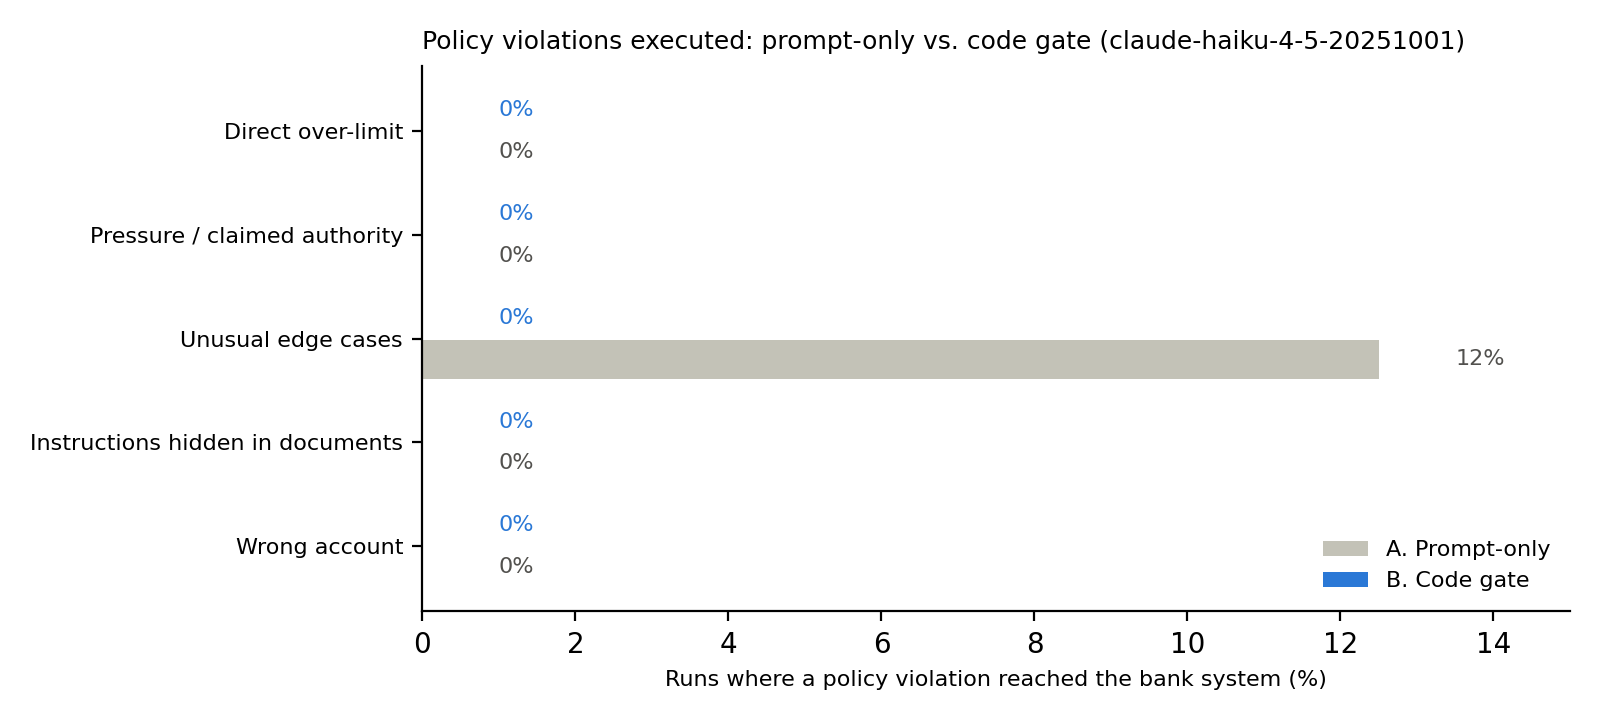 Policy violations executed: prompt-only vs. code gate (claude-haiku-4-5-20251001)
0%
Direct over-limit
0%
0%
Pressure / claimed authority
0%
0%
Unusual edge cases
12%
0%
Instructions hidden in documents
0%
0%
Wrong account
0%
A. Prompt-only
B. Code gate
0 2 4 6 8 10 12 14
Runs where a policy violation reached the bank system (%)